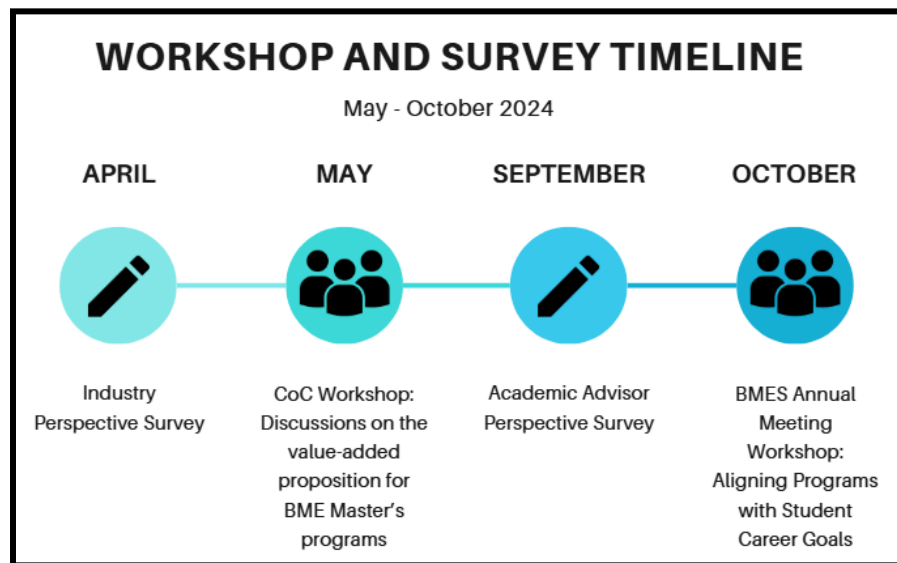 WORKSHOP AND SURVEY TIMELINE
May - October 2024
APRIL
MAY
SEPTEMBER
OCTOBER
Industry
Perspective Survey
CoC Workshop:
Discussions on the
value-added
proposition for
BME Master's
programs
Academic Advisor
Perspective Survey
BMES Annual
Meeting
Workshop:
Aligning Programs
with Student
Career Goals